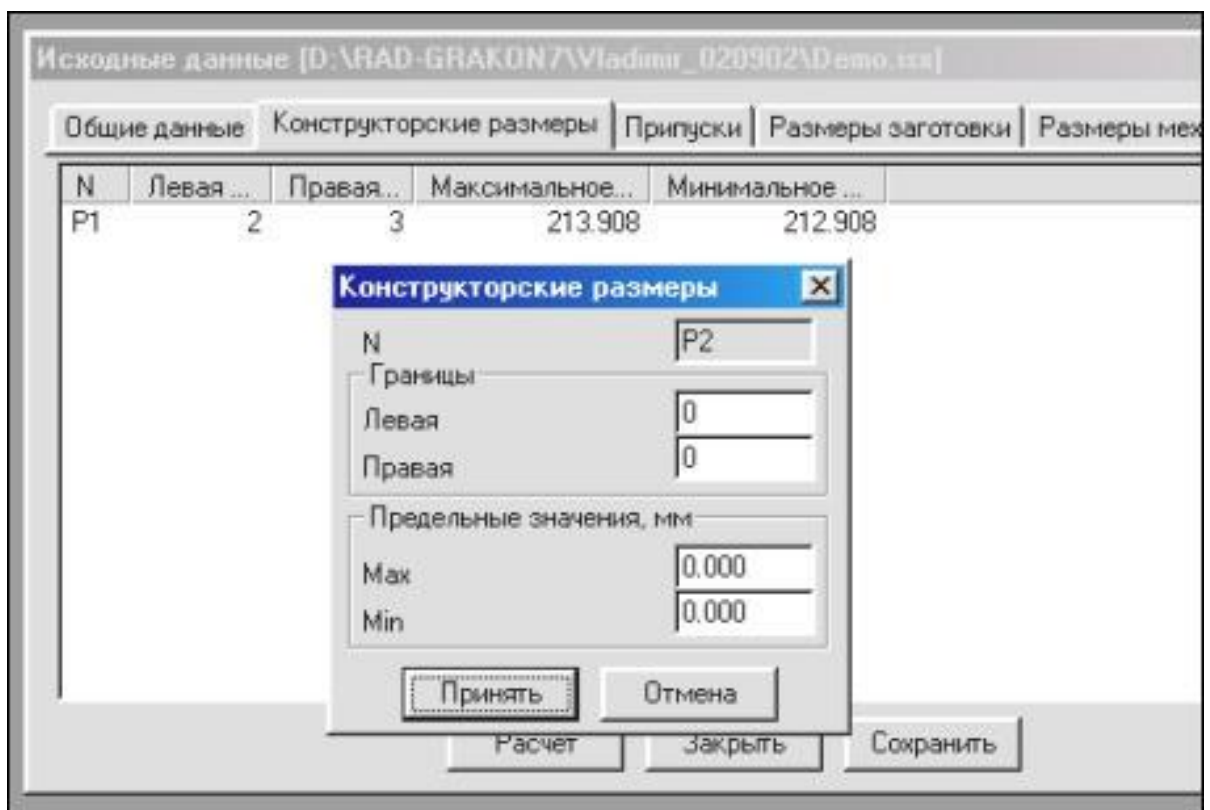 Исходные данные [D:\RAD-GRAKON7\Vladimir_020902\Demo.isx]
Общие данные Конструкторские размеры Припуски Размеры заготовки Размеры мех
N Левая ... Правая... Максимальное... Минимальное ...
P1 2 3 213.908 212.908
Конструкторские размеры
N P2
Границы
Левая 0
Правая 0
Предельные значения, мм
Max 0.000
Min 0.000
Принять Отмена
Расчет Закрыть Сохранить